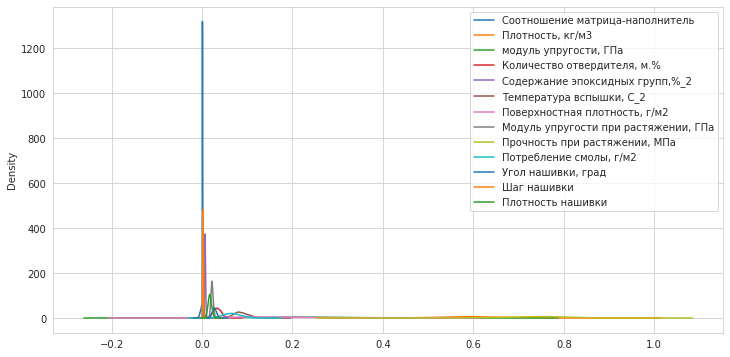 Соотношение матрица-наполнитель
Плотность, кг/м3
модуль упругости, ГПа
Количество отвердителя, м.%
Содержание эпоксидных групп,%_2
Температура вспышки, С_2
Поверхностная плотность, г/м2
Модуль упругости при растяжении, ГПа
Прочность при растяжении, МПа
Потребление смолы, г/м2
Угол нашивки, град
Шаг нашивки
Плотность нашивки
1200
1000
800
600
400
200
0
Density
−0.2 0.0 0.2 0.4 0.6 0.8 1.0